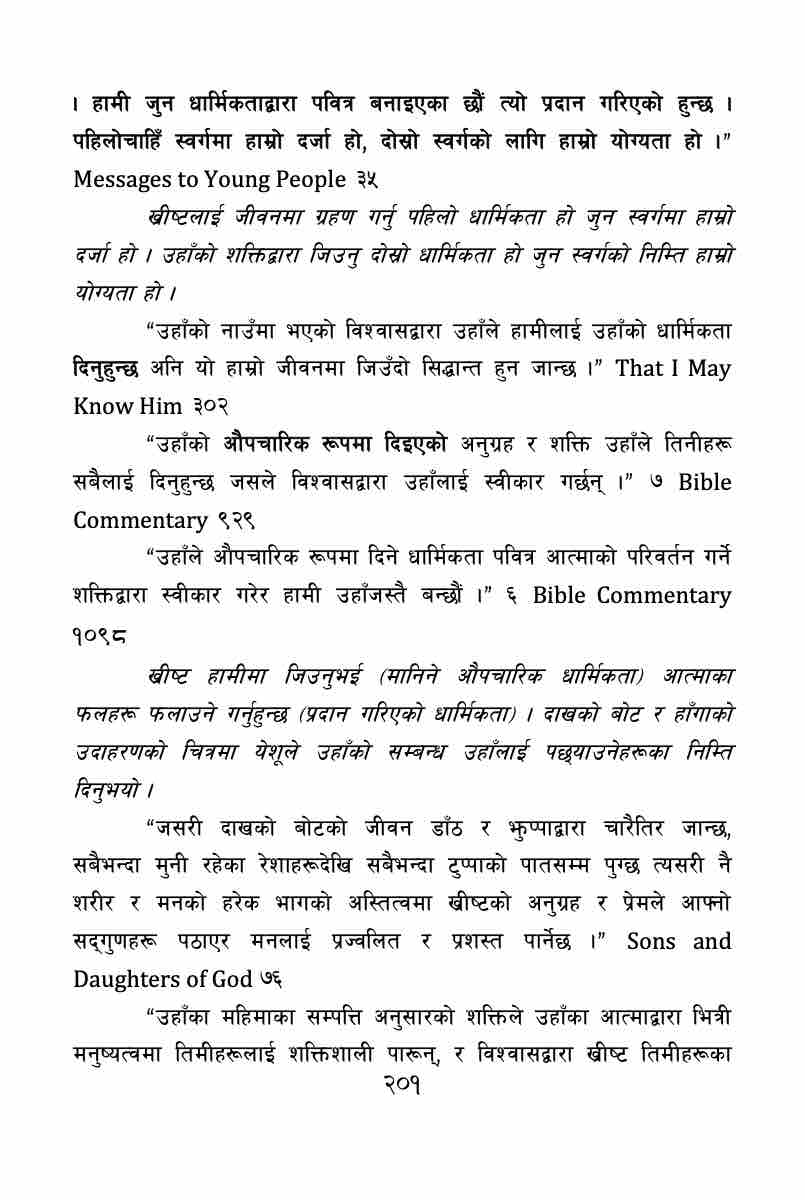 । हामी जुन धार्मिकताद्वारा पवित्र बनाइएका छौं त्यो प्रदान गरिएको हुन्छ ।
पहिलोचाहिँ स्वर्गमा हाम्रो दर्जा हो, दोस्रो स्वर्गको लागि हाम्रो योग्यता हो ।”
Messages to Young People ३५
ख्रीष्टलाई जीवनमा ग्रहण गर्नु पहिलो धार्मिकता हो जुन स्वर्गमा हाम्रो
दर्जा हो । उहाँको शक्तिद्वारा जिउनु दोस्रो धार्मिकता हो जुन स्वर्गको निम्ति हाम्रो
योग्यता हो ।
“उहाँको नाउँमा भएको विश्वासद्वारा उहाँले हामीलाई उहाँको धार्मिकता
दिनुहुन्छ अनि यो हाम्रो जीवनमा जिउँदो सिद्धान्त हुन जान्छ ।” That I May
Know Him ३०२
“उहाँको औपचारिक रूपमा दिइएको अनुग्रह र शक्ति उहाँले तिनीहरू
सबैलाई दिनुहुन्छ जसले विश्वासद्वारा उहाँलाई स्वीकार गर्छन् ।” ७ Bible
Commentary ९२९
“उहाँले औपचारिक रूपमा दिने धार्मिकता पवित्र आत्माको परिवर्तन गर्ने
शक्तिद्वारा स्वीकार गरेर हामी उहाँजस्तै बन्छौं ।” ६ Bible Commentary
१०९८
ख्रीष्ट हामीमा जिउनुभई (मानिने औपचारिक धार्मिकता) आत्माका
फलहरू फलाउने गर्नुहुन्छ (प्रदान गरिएको धार्मिकता) । दाखको बोट र हाँगाको
उदाहरणको चित्रमा येशूले उहाँको सम्बन्ध उहाँलाई पछ्याउनेहरूका निम्ति
दिनुभयो ।
“जसरी दाखको बोटको जीवन डाँठ र झुप्पाद्वारा चारैतिर जान्छ,
सबैभन्दा मुनी रहेका रेशाहरूदेखि सबैभन्दा टुप्पाको पातसम्म पुग्छ त्यसरी नै
शरीर र मनको हरेक भागको अस्तित्वमा ख्रीष्टको अनुग्रह र प्रेमले आफ्नो
सद्‌गुणहरू पठाएर मनलाई प्रज्वलित र प्रशस्त पार्नेछ ।” Sons and
Daughters of God ७६
“उहाँका महिमाका सम्पत्ति अनुसारको शक्तिले उहाँका आत्माद्वारा भित्री
मनुष्यत्वमा तिमीहरूलाई शक्तिशाली पारून्, र विश्वासद्वारा ख्रीष्ट तिमीहरूका
२०१